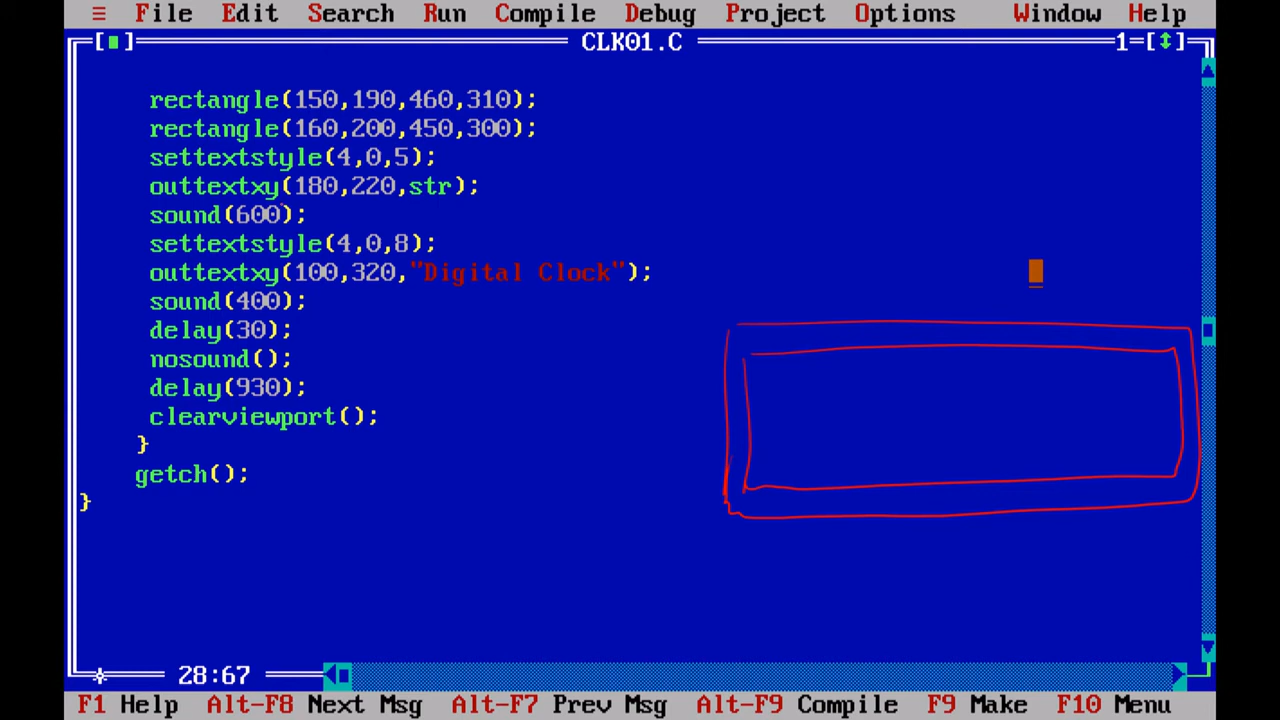 ≡ File Edit Search Run Compile Debug Project Options Window Help
[■] CLK01.C 1=[↕]
rectangle(150,190,460,310);
rectangle(160,200,450,300);
settextstyle(4,0,5);
outtextxy(180,220,str);
sound(600);
settextstyle(4,0,8);
outtextxy(100,320,"Digital Clock");
sound(400);
delay(30);
nosound();
delay(930);
clearviewport();
}
getch();
}
28:67
F1 Help Alt-F8 Next Msg Alt-F7 Prev Msg Alt-F9 Compile F9 Make F10 Menu